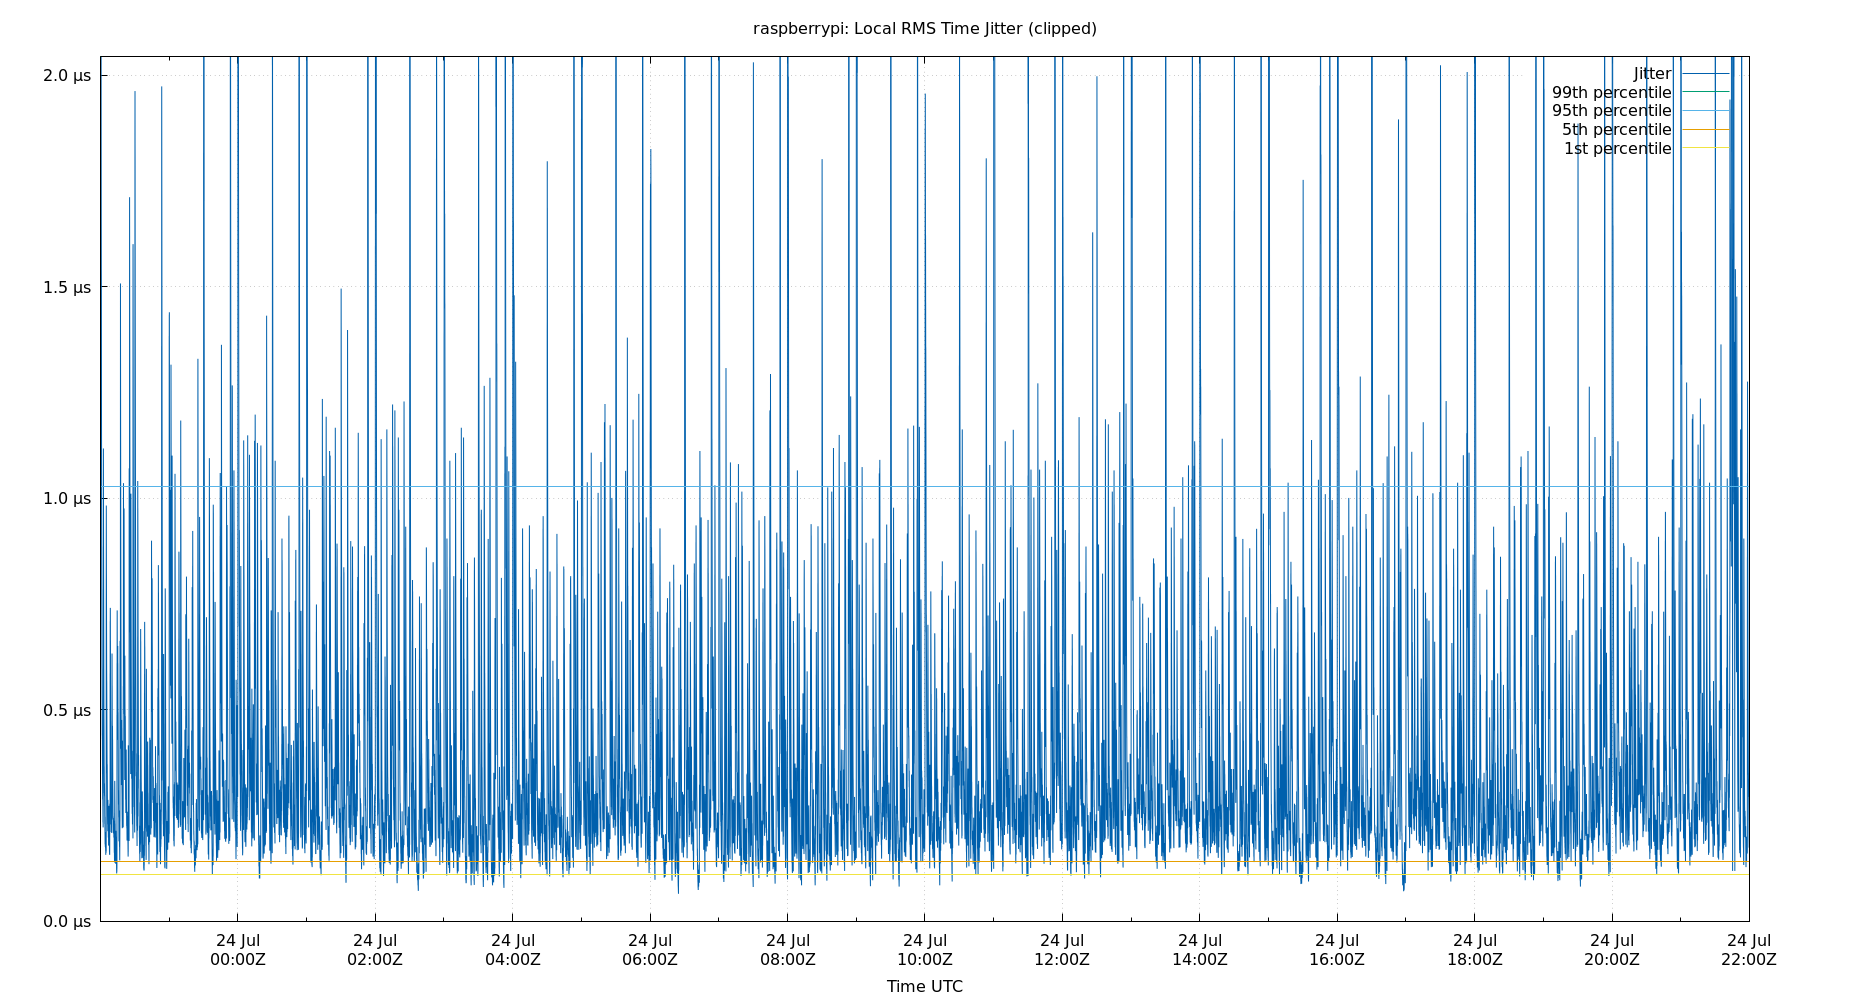 raspberrypi: Local RMS Time Jitter (clipped)
2.0 µs
1.5 µs
1.0 µs
0.5 µs
0.0 µs
Jitter
99th percentile
95th percentile
5th percentile
1st percentile
24 Jul 24 Jul 24 Jul 24 Jul 24 Jul 24 Jul 24 Jul 24 Jul 24 Jul 24 Jul 24 Jul 24 Jul
00:00Z 02:00Z 04:00Z 06:00Z 08:00Z 10:00Z 12:00Z 14:00Z 16:00Z 18:00Z 20:00Z 22:00Z
Time UTC